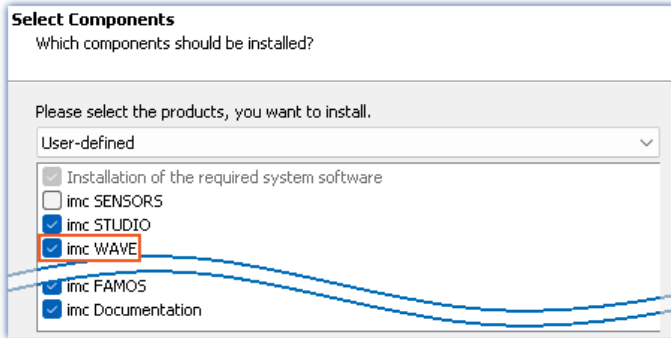 Select Components
Which components should be installed?
Please select the products, you want to install.
User-defined
Installation of the required system software
imc SENSORS
imc STUDIO
imc WAVE
imc FAMOS
imc Documentation